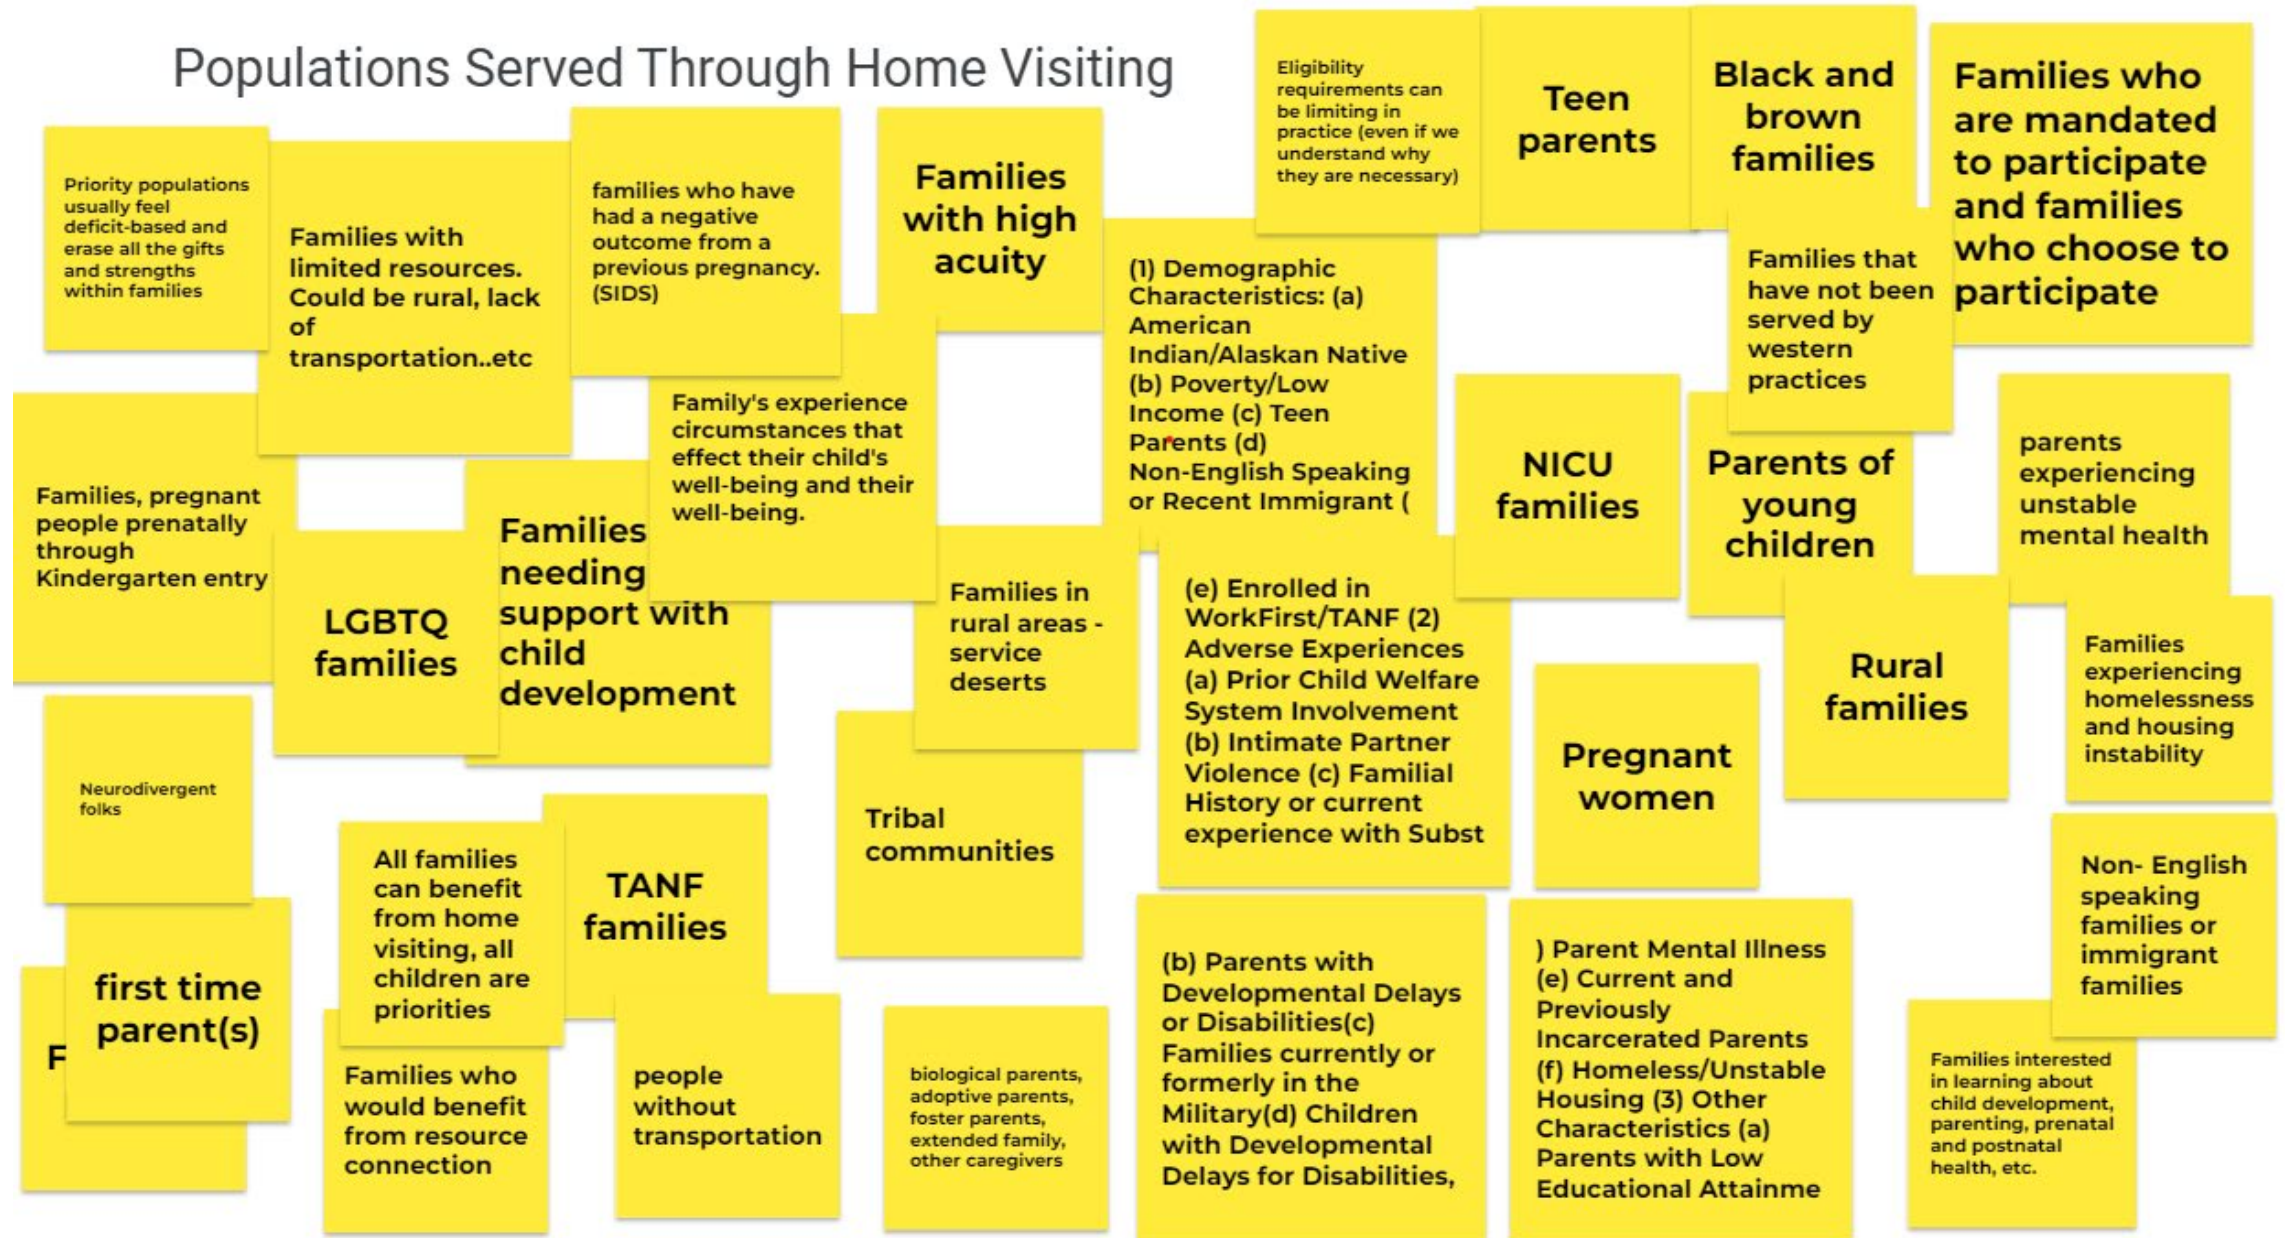 Populations Served Through Home Visiting
Priority populations
usually feel
deficit-based and
erase all the gifts
and strengths
within families
Families with
limited resources.
Could be rural, lack
of
transportation..etc
families who have
had a negative
outcome from a
previous pregnancy.
(SIDS)
Families
with high
acuity
Eligibility
requirements can
be limiting in
practice (even if we
understand why
they are necessary)
Teen
parents
Black and
brown
families
Families who
are mandated
to participate
and families
who choose to
participate
Families that
have not been
served by
western
practices
(1) Demographic
Characteristics: (a)
American
Indian/Alaskan Native
(b) Poverty/Low
Income (c) Teen
Parents (d)
Non-English Speaking
or Recent Immigrant (
Family's experience
circumstances that
effect their child's
well-being and their
well-being.
Families, pregnant
people prenatally
through
Kindergarten entry
LGBTQ
families
Families
needing
support with
child
development
Families in
rural areas -
service
deserts
(e) Enrolled in
WorkFirst/TANF (2)
Adverse Experiences
(a) Prior Child Welfare
System Involvement
(b) Intimate Partner
Violence (c) Familial
History or current
experience with Subst
NICU
families
Parents of
young
children
parents
experiencing
unstable
mental health
Rural
families
Families
experiencing
homelessness
and housing
instability
Pregnant
women
Neurodivergent
folks
Tribal
communities
All families
can benefit
from home
visiting, all
children are
priorities
TANF
families
first time
parent(s)
F
Families who
would benefit
from resource
connection
people
without
transportation
biological parents,
adoptive parents,
foster parents,
extended family,
other caregivers
(b) Parents with
Developmental Delays
or Disabilities(c)
Families currently or
formerly in the
Military(d) Children
with Developmental
Delays for Disabilities,
) Parent Mental Illness
(e) Current and
Previously
Incarcerated Parents
(f) Homeless/Unstable
Housing (3) Other
Characteristics (a)
Parents with Low
Educational Attainme
Non- English
speaking
families or
immigrant
families
Families interested
in learning about
child development,
parenting, prenatal
and postnatal
health, etc.